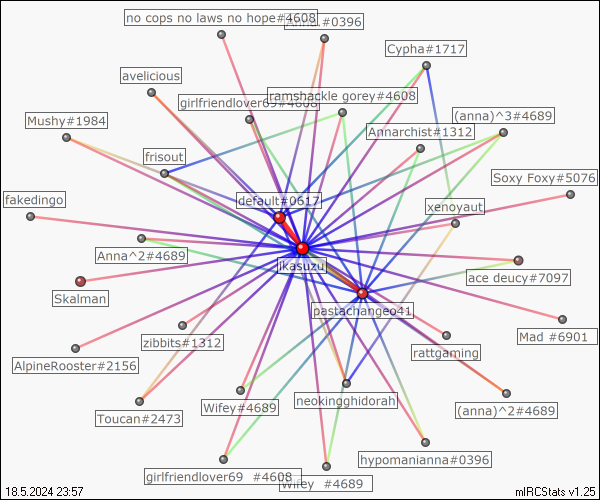 no cops no laws no hope#4608
#0396
Cypha#1717
avelicious
girlfriendlover69#4608
ramshackle gorey#4608
(anna)^3#4689
Mushy#1984
Annarchist#1312
frisout
Soxy Foxy#5076
default#0617
xenoyaut
fakedingo
Anna^2#4689
jkasuzu
ace deucy#7097
Skalman
pastachangeo41
zibbits#1312
Mad #6901
rattgaming
AlpineRooster#2156
Toucan#2473
Wifey#4689
neokingghidorah
(anna)^2#4689
hypomanianna#0396
girlfriendlover69 #4608
Wifey #4689
18.5.2024 23:57
mIRCStats v1.25